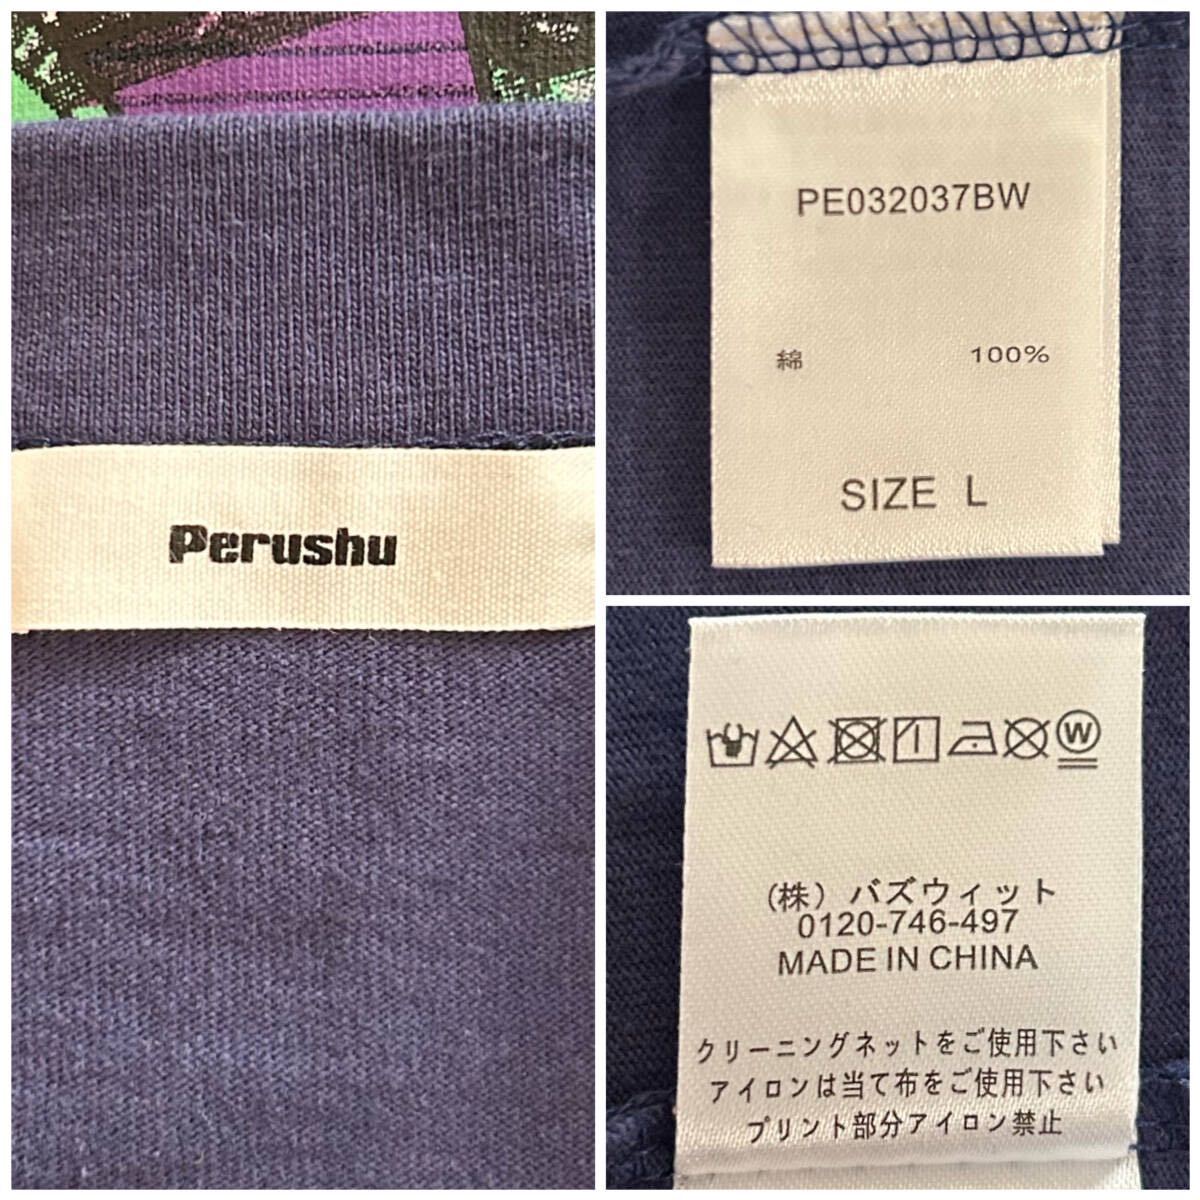 Perushu
PE032037BW
綿 100%
SIZE L
W
(株) バズウィット
0120-746-497
MADE IN CHINA
クリーニングネットをご使用下さい
アイロンは当て布をご使用下さい
プリント部分アイロン禁止